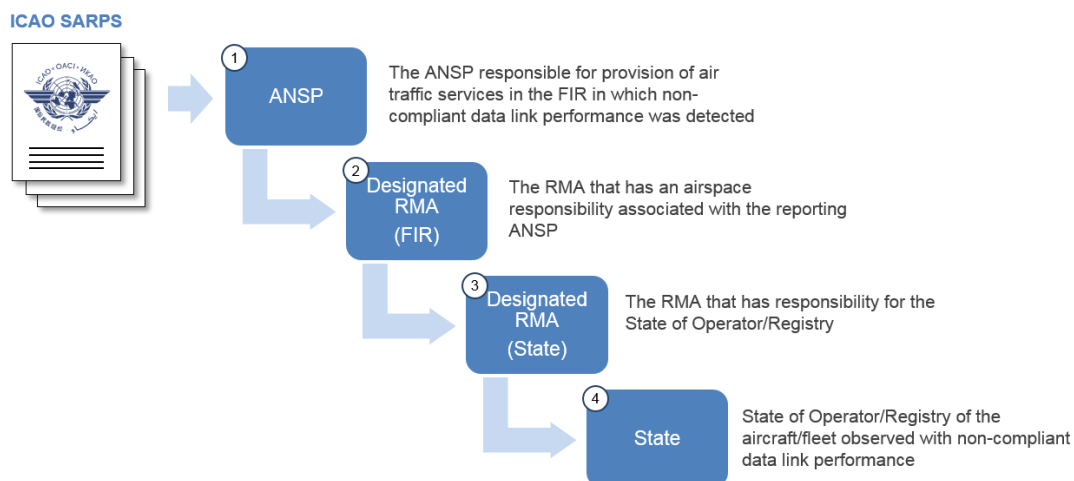 ICAO SARPS
ICAO · OACI · ИКАО
1
ANSP
The ANSP responsible for provision of air
traffic services in the FIR in which non-
compliant data link performance was detected
2
Designated
RMA
(FIR)
The RMA that has an airspace
responsibility associated with the reporting
ANSP
3
Designated
RMA
(State)
The RMA that has responsibility for the
State of Operator/Registry
4
State
State of Operator/Registry of the
aircraft/fleet observed with non-compliant
data link performance